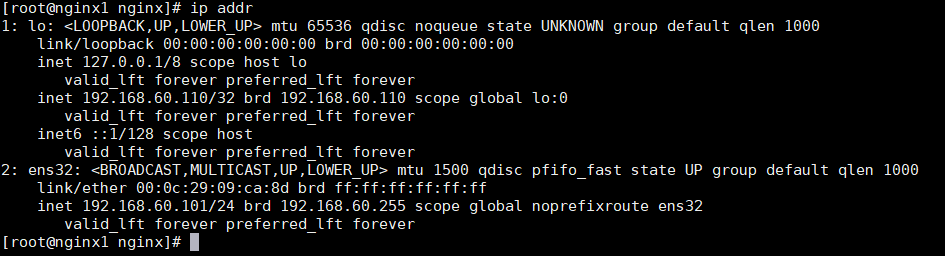 [root@nginx1 nginx]# ip addr
1: lo: <LOOPBACK,UP,LOWER_UP> mtu 65536 qdisc noqueue state UNKNOWN group default qlen 1000
    link/loopback 00:00:00:00:00:00 brd 00:00:00:00:00:00
    inet 127.0.0.1/8 scope host lo
       valid_lft forever preferred_lft forever
    inet 192.168.60.110/32 brd 192.168.60.110 scope global lo:0
       valid_lft forever preferred_lft forever
    inet6 ::1/128 scope host
       valid_lft forever preferred_lft forever
2: ens32: <BROADCAST,MULTICAST,UP,LOWER_UP> mtu 1500 qdisc pfifo_fast state UP group default qlen 1000
    link/ether 00:0c:29:09:ca:8d brd ff:ff:ff:ff:ff:ff
    inet 192.168.60.101/24 brd 192.168.60.255 scope global noprefixroute ens32
       valid_lft forever preferred_lft forever
[root@nginx1 nginx]#